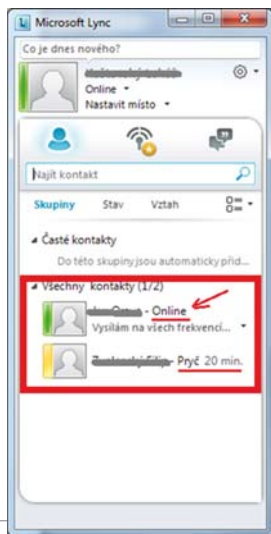 Microsoft Lync
Co je dnes nového?
Online
Nastavit místo
Najít kontakt
Skupiny Stav Vztah
Časté kontakty
Do této skupiny jsou automaticky přid...
Všechny kontakty (1/2)
- Online
Vysílám na všech frekvencí...
- Pryč 20 min.